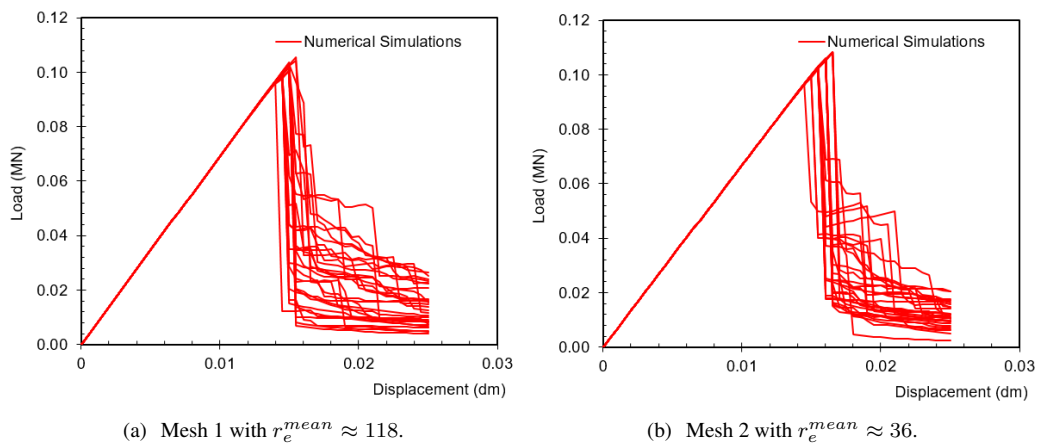 0.12
0.10
0.08
0.06
0.04
0.02
0.00
Load (MN)
Numerical Simulations
0 0.01 0.02 0.03
Displacement (dm)
(a) Mesh 1 with $r_e^{mean} \approx 118$.
0.12
0.10
0.08
0.06
0.04
0.02
0.00
Load (MN)
Numerical Simulations
0 0.01 0.02 0.03
Displacement (dm)
(b) Mesh 2 with $r_e^{mean} \approx 36$.